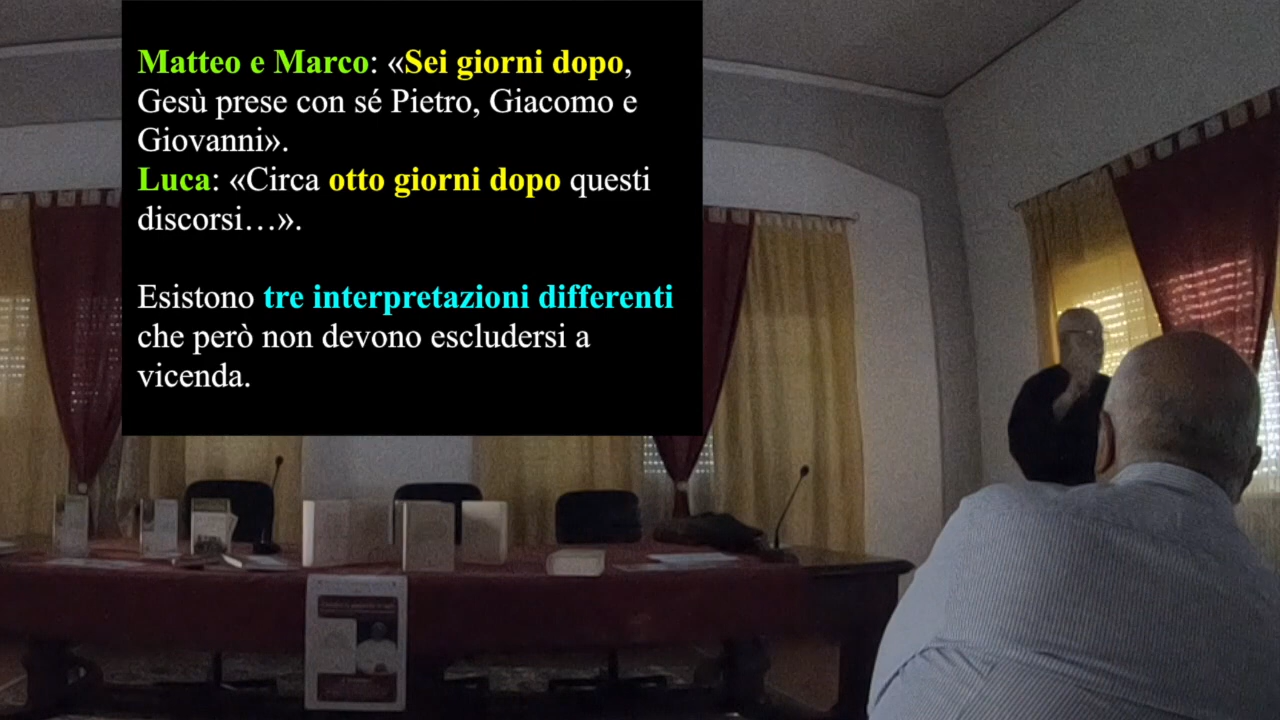 Matteo e Marco: «Sei giorni dopo,
Gesù prese con sé Pietro, Giacomo e
Giovanni».
Luca: «Circa otto giorni dopo questi
discorsi…».
Esistono tre interpretazioni differenti
che però non devono escludersi a
vicenda.